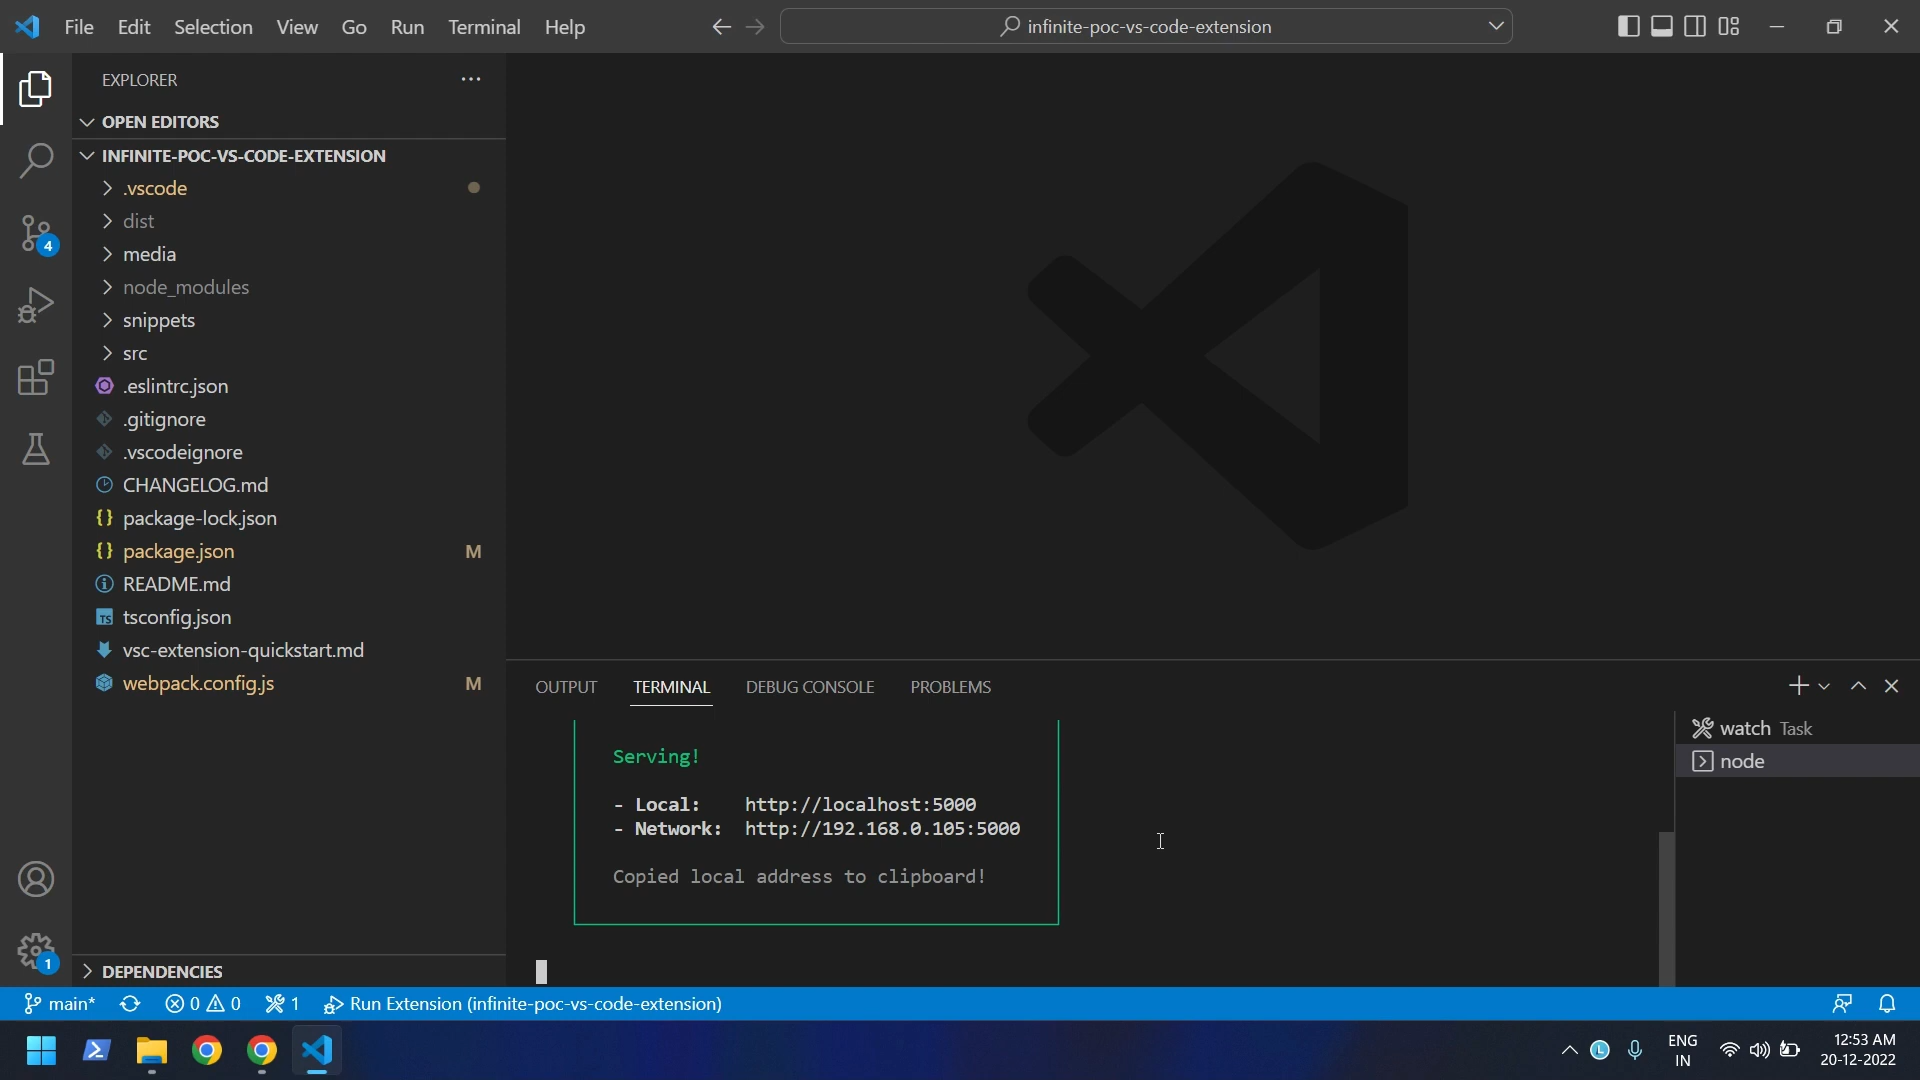 File Edit Selection View Go Run Terminal Help
infinite-poc-vs-code-extension
EXPLORER
OPEN EDITORS
INFINITE-POC-VS-CODE-EXTENSION
.vscode
dist
media
node_modules
snippets
src
.eslintrc.json
.gitignore
.vscodeignore
CHANGELOG.md
package-lock.json
package.json M
README.md
tsconfig.json
vsc-extension-quickstart.md
webpack.config.js M
DEPENDENCIES
4
1
OUTPUT TERMINAL DEBUG CONSOLE PROBLEMS
Serving!
- Local: http://localhost:5000
- Network: http://192.168.0.105:5000
Copied local address to clipboard!
watch Task
node
main* 0 0 1 Run Extension (infinite-poc-vs-code-extension)
L
ENG
IN
12:53 AM
20-12-2022